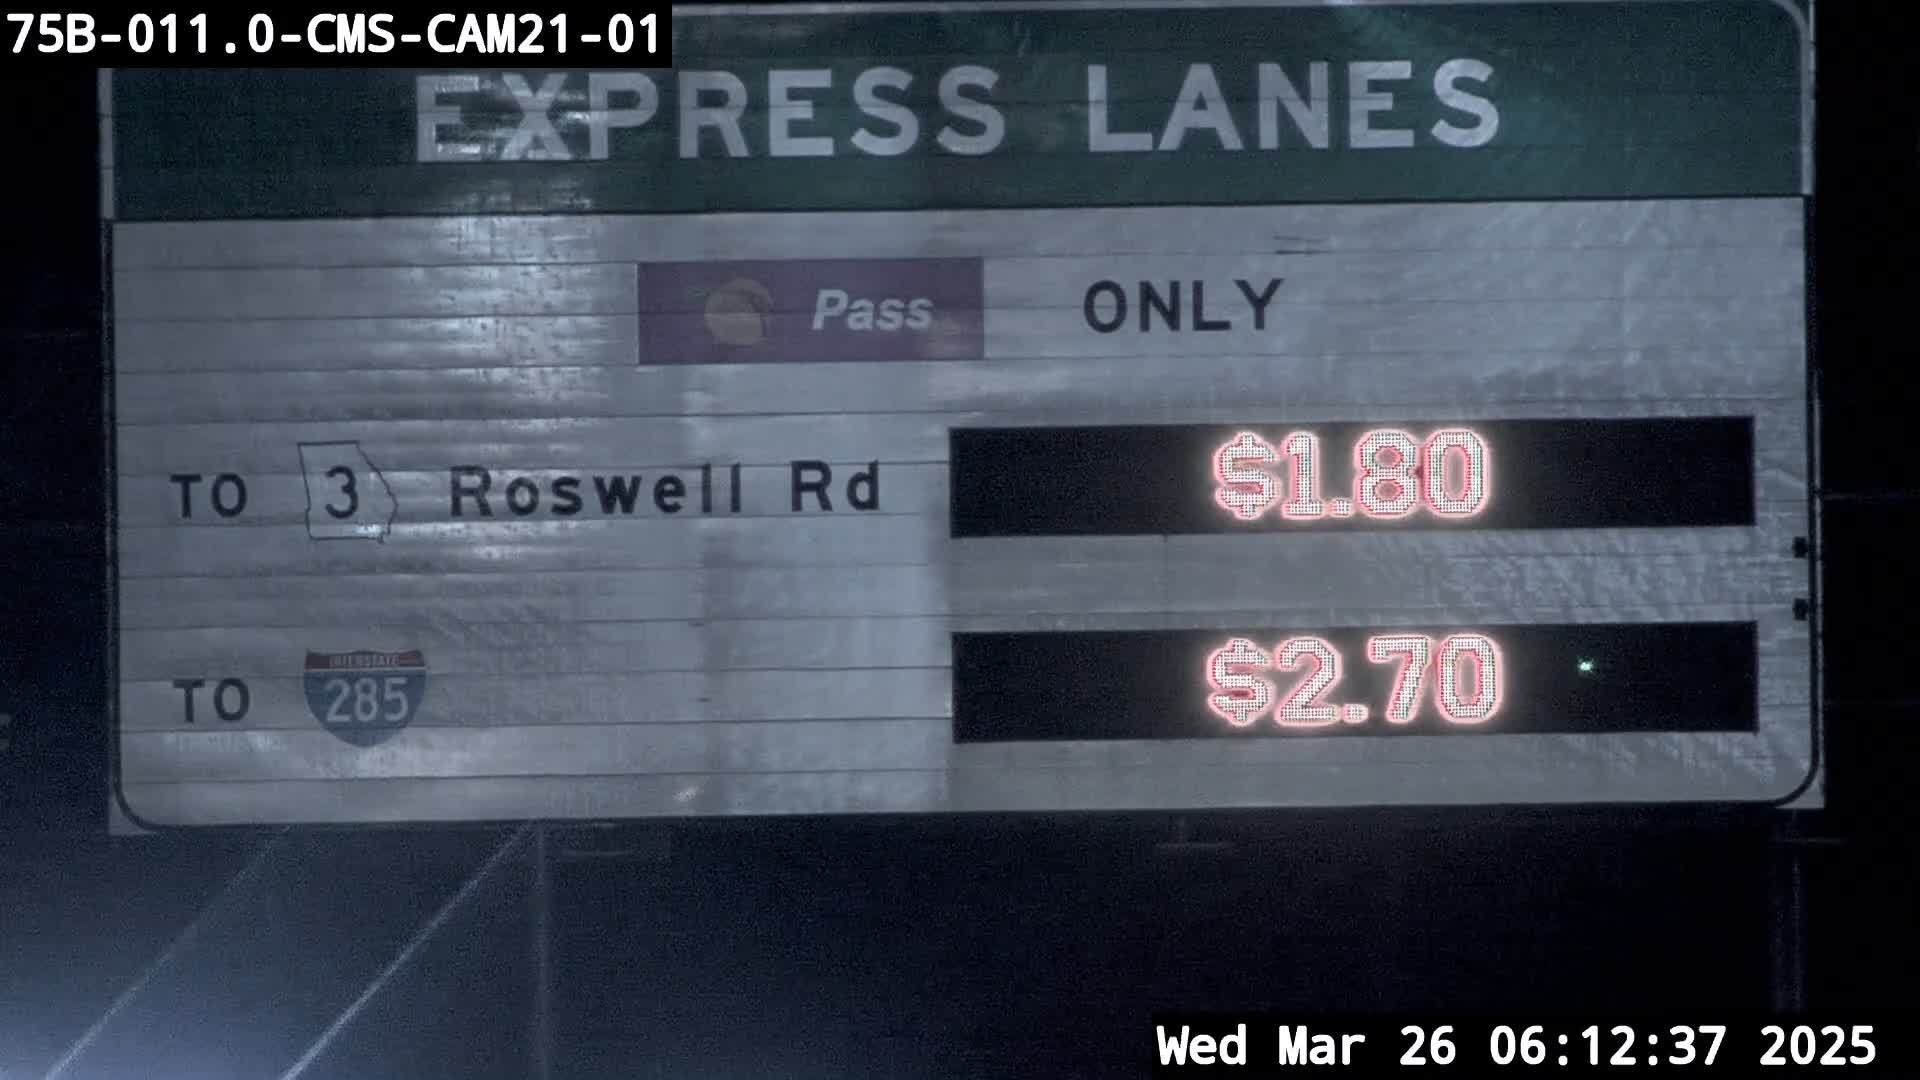 75B-011.0-CMS-CAM21-01
EXPRESS LANES
Pass ONLY
TO 3 Roswell Rd $1.80
INTERSTATE
TO 285 $2.70
Wed Mar 26 06:12:37 2025